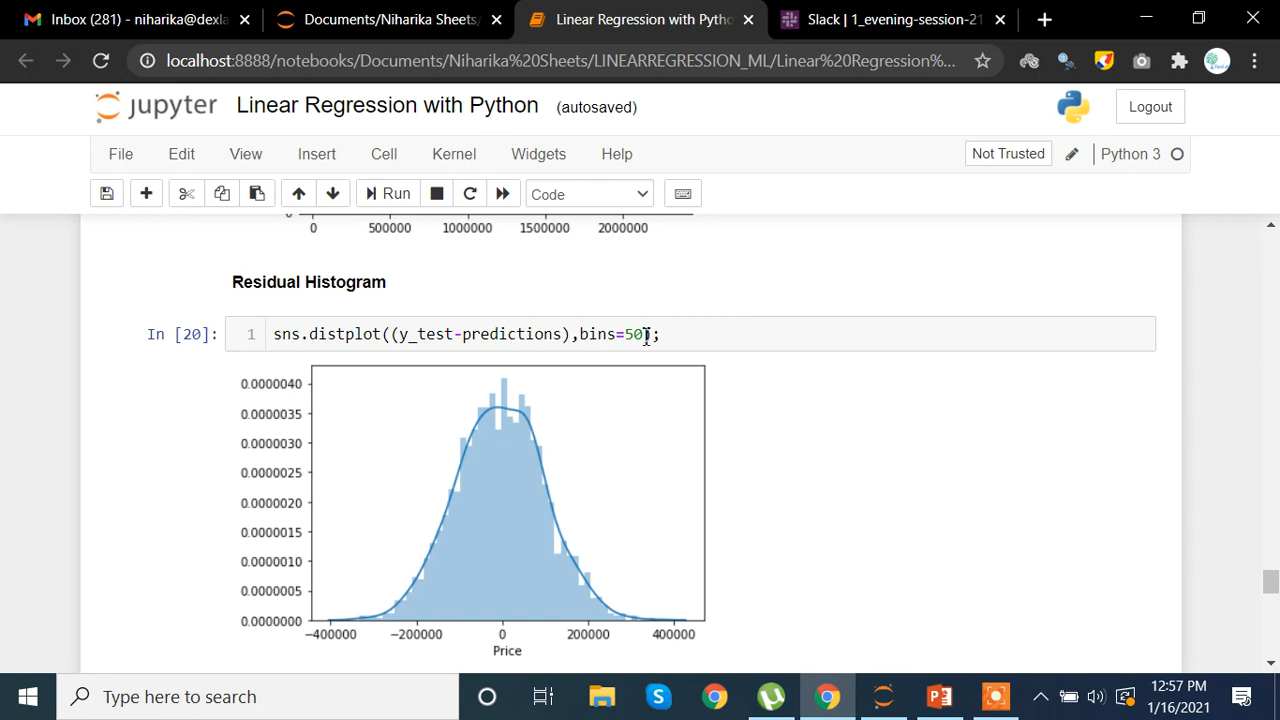 Inbox (281) - niharika@dexla
Documents/Niharika Sheets/
Linear Regression with Pytho
Slack | 1_evening-session-21
localhost:8888/notebooks/Documents/Niharika%20Sheets/LINEARREGRESSION_ML/Linear%20Regression%...
jupyter
Linear Regression with Python (autosaved)
Logout
File Edit View Insert Cell Kernel Widgets Help
Not Trusted
Python 3
Run
Code
0
0 500000 1000000 1500000 2000000
Residual Histogram
In [20]:
1 sns.distplot((y_test-predictions),bins=50);
0.0000040
0.0000035
0.0000030
0.0000025
0.0000020
0.0000015
0.0000010
0.0000005
0.0000000
−400000 −200000 0 200000 400000
Price
Type here to search
12:57 PM
1/16/2021